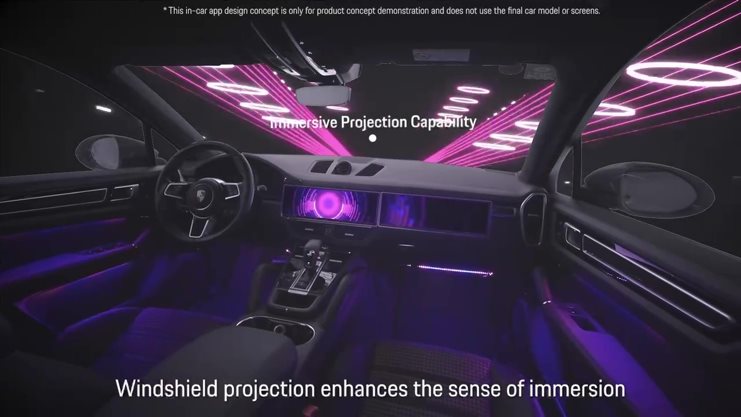 * This in-car app design concept is only for product concept demonstration and does not use the final car model or screens.
Immersive Projection Capability
Windshield projection enhances the sense of immersion